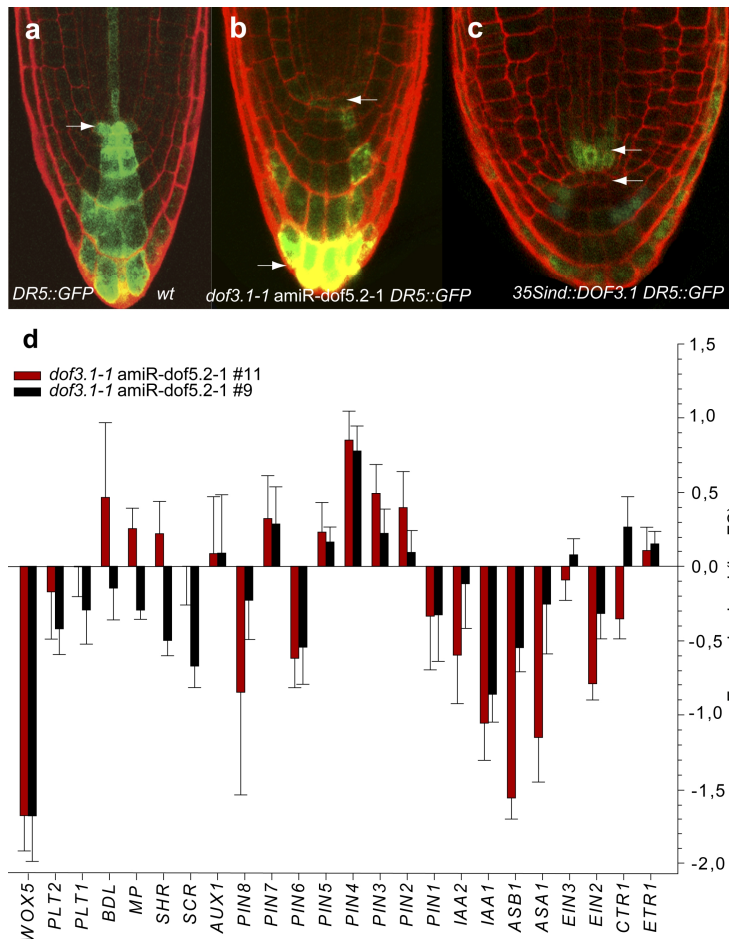 a
b
c
DR5::GFP wt
dof3.1-1 amiR-dof5.2-1 DR5::GFP
35Sind::DOF3.1 DR5::GFP
d
dof3.1-1 amiR-dof5.2-1 #11
dof3.1-1 amiR-dof5.2-1 #9
1,5
1,0
0,5
0,0
-0,5
-1,0
-1,5
-2,0
WOX5
PLT2
PLT1
BDL
MP
SHR
SCR
AUX1
PIN8
PIN7
PIN6
PIN5
PIN4
PIN3
PIN2
PIN1
IAA2
IAA1
ASB1
ASA1
EIN3
EIN2
CTR1
ETR1